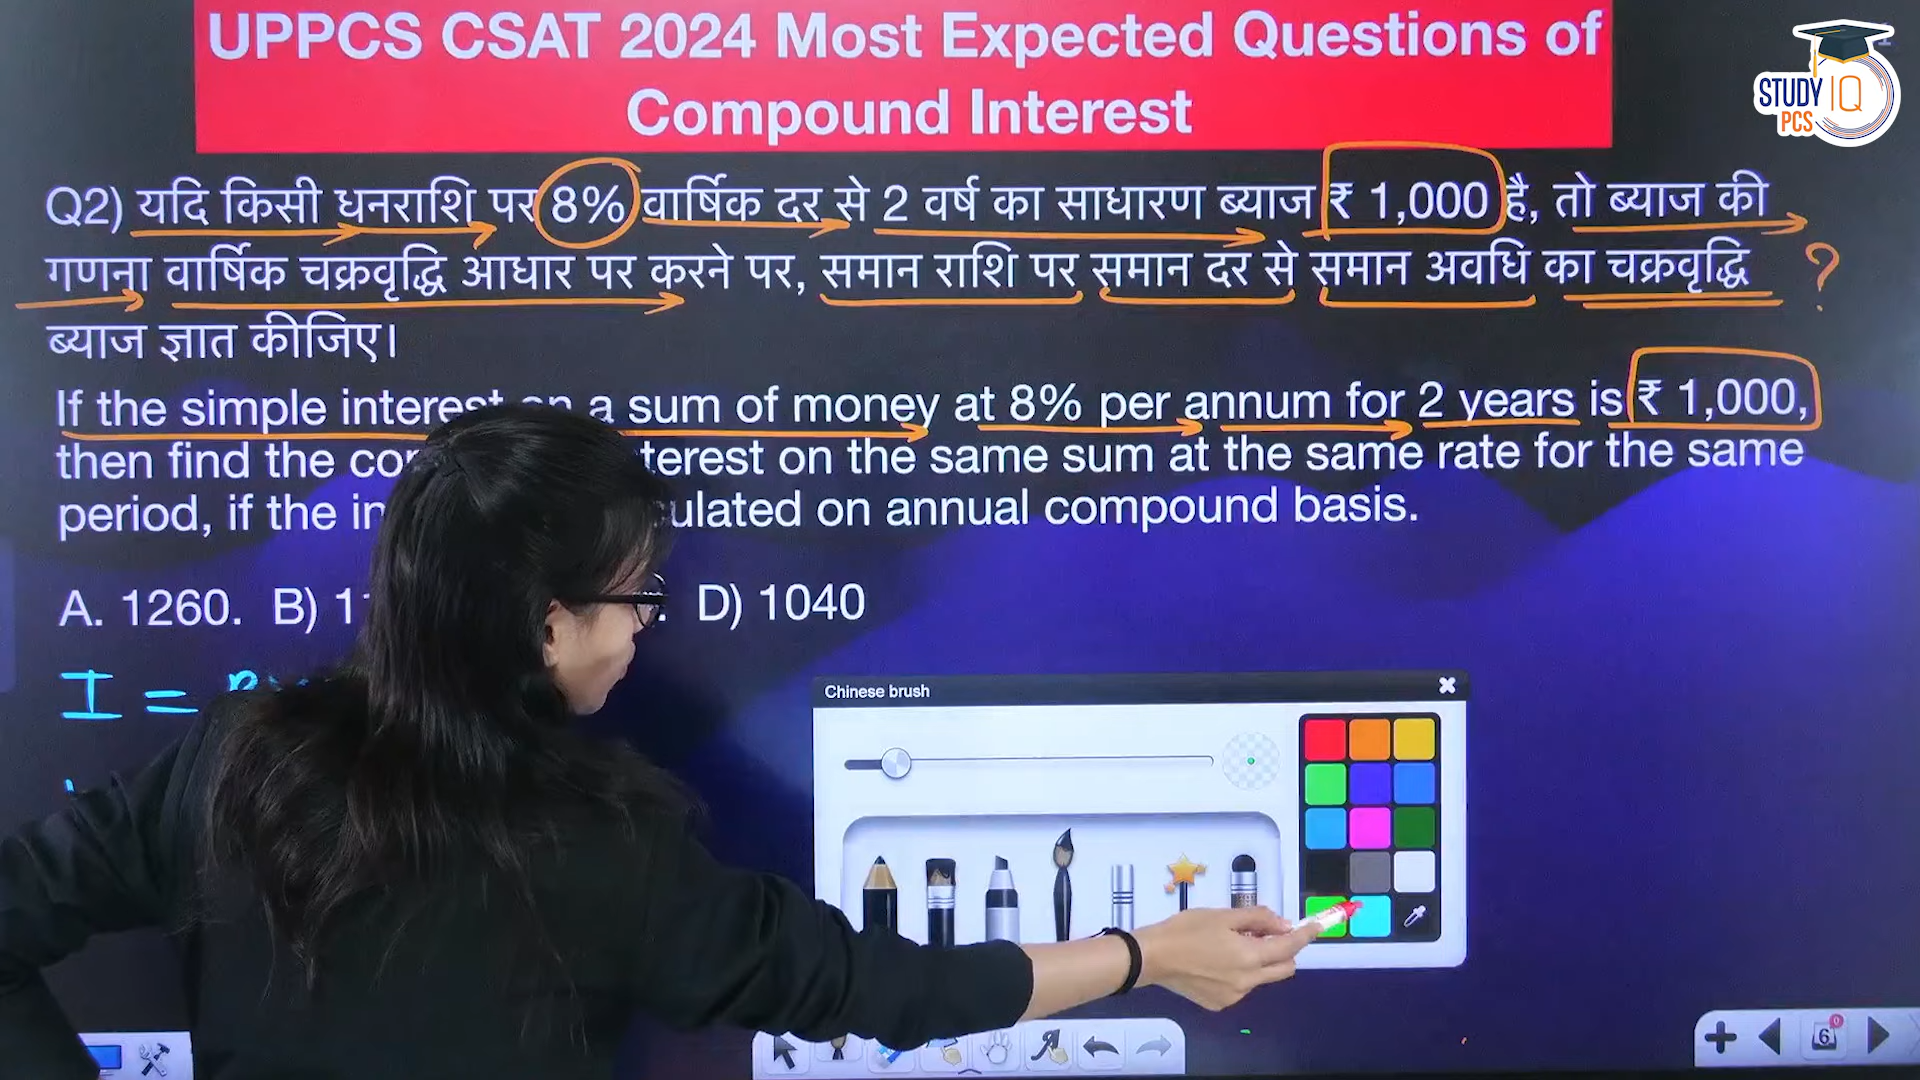 UPPCS CSAT 2024 Most Expected Questions of
Compound Interest
STUDY IQ
PCS
Q2) यदि किसी धनराशि पर 8% वार्षिक दर से 2 वर्ष का साधारण ब्याज ₹ 1,000 है, तो ब्याज की
गणना वार्षिक चक्रवृद्धि आधार पर करने पर, समान राशि पर समान दर से समान अवधि का चक्रवृद्धि ?
ब्याज ज्ञात कीजिए।
If the simple interest on a sum of money at 8% per annum for 2 years is ₹ 1,000,
then find the terest on the same sum at the same rate for the same
period, if the culated on annual compound basis.
A. 1260. B) D) 1040
I =
Chinese brush
6